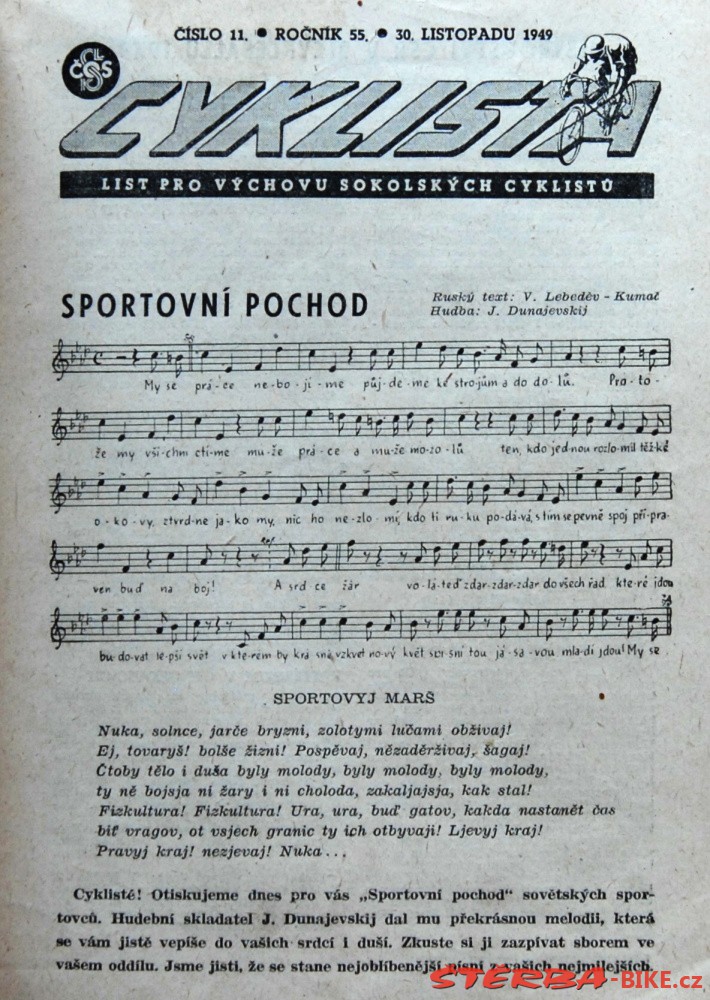 ČÍSLO 11. • ROČNÍK 55. • 30. LISTOPADU 1949
ČOS
CYKLISTA
LIST PRO VÝCHOVU SOKOLSKÝCH CYKLISTŮ
SPORTOVNÍ POCHOD
Ruský text: V. Lebeděv - Kumač
Hudba: J. Dunajevskij
My se prá-ce ne-bo-jí-me půj-de-me ke stro-jům a do do-lů. Pro-to-
že my vši-chni ctí-me mu-že prá-ce a mu-že mo-zo-lů ten, kdo jed-nou roz-lo-mil těž-ké
o-ko-vy, ztvrd-ne ja-ko my, nic ho ne-zlo-mí, kdo ti ru-ku po-dá-vá, s tím se pevně spoj při-pra-
ven buď na boj! A srd-ce žár vo-lá-teď zdar-zdar-zdar do všech řad kte-ré jdou
bu-do-vat lep-ší svět v kte-rém by krá-sně vzkvet no-vý květ s pí-sní tou já-sa-vou mla-dí jdou! My se
SPORTOVYJ MARŠ
Nuka, solnce, jarče bryzni, zolotymi lučami obživaj!
Ej, tovaryš! bolše žizni! Pospěvaj, nězaděrživaj, šagaj!
Čtoby tělo i duša byly molody, byly molody, byly molody,
ty ně bojsja ni žary i ni choloda, zakaljajsja, kak stal!
Fizkultura! Fizkultura! Ura, ura, buď gatov, kakda nastanět čas
biť vragov, ot vsjech granic ty ich otbyvaji! Ljevyj kraj!
Pravyj kraj! nezjevaj! Nuka...
Cyklisté! Otiskujeme dnes pro vás „Sportovní pochod" sovětských spor-
tovců. Hudební skladatel J. Dunajevskij dal mu překrásnou melodii, která
se vám jistě vepíše do vašich srdcí i duší. Zkuste si ji zazpívat sborem ve
vašem oddílu. Jsme jisti, že se stane nejoblíbenější písní z vašich nejmilejších.
STERBA-BIKE.cz